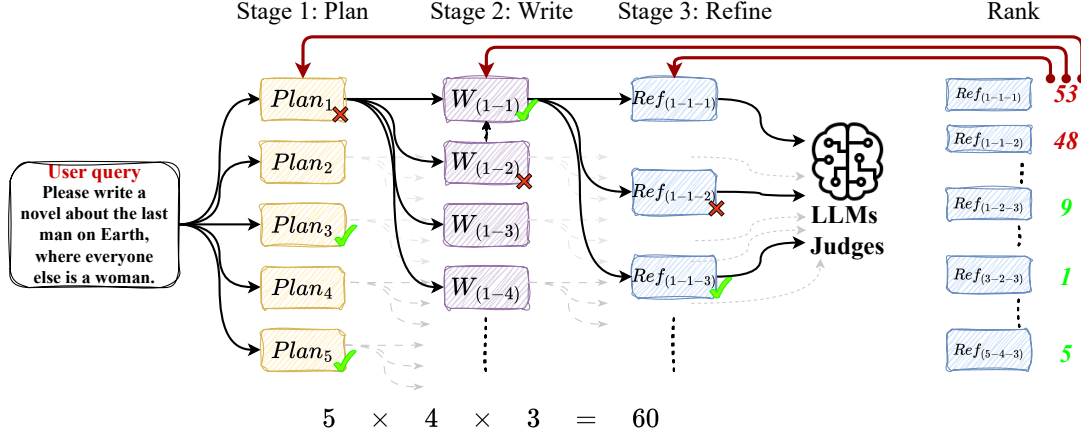 Stage 1: Plan
Stage 2: Write
Stage 3: Refine
Rank
User query
Please write a
novel about the last
man on Earth,
where everyone
else is a woman.
Plan1
Plan2
Plan3
Plan4
Plan5
W(1−1)
W(1−2)
W(1−3)
W(1−4)
Ref(1−1−1)
Ref(1−1−2)
Ref(1−1−3)
LLMs
Judges
Ref(1−1−1) 53
Ref(1−1−2) 48
Ref(1−2−3) 9
Ref(3−2−3) 1
Ref(5−4−3) 5
5 × 4 × 3 = 60